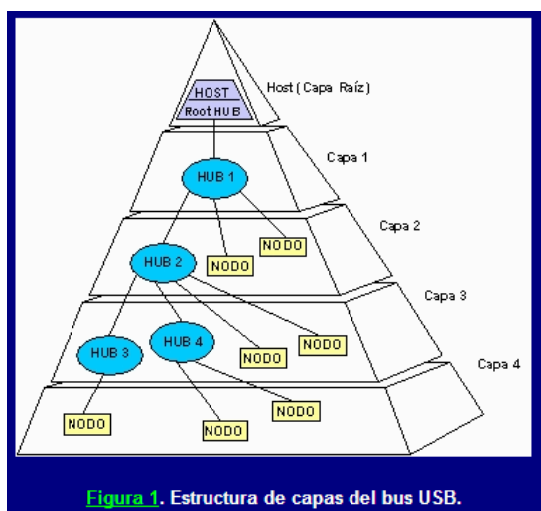 HOST
Host (Capa Raíz)
Root HUB
Capa 1
HUB 1
Capa 2
NODO
HUB 2
NODO
Capa 3
HUB 4
NODO
HUB 3
NODO
Capa 4
NODO
NODO
NODO
Figura 1. Estructura de capas del bus USB.